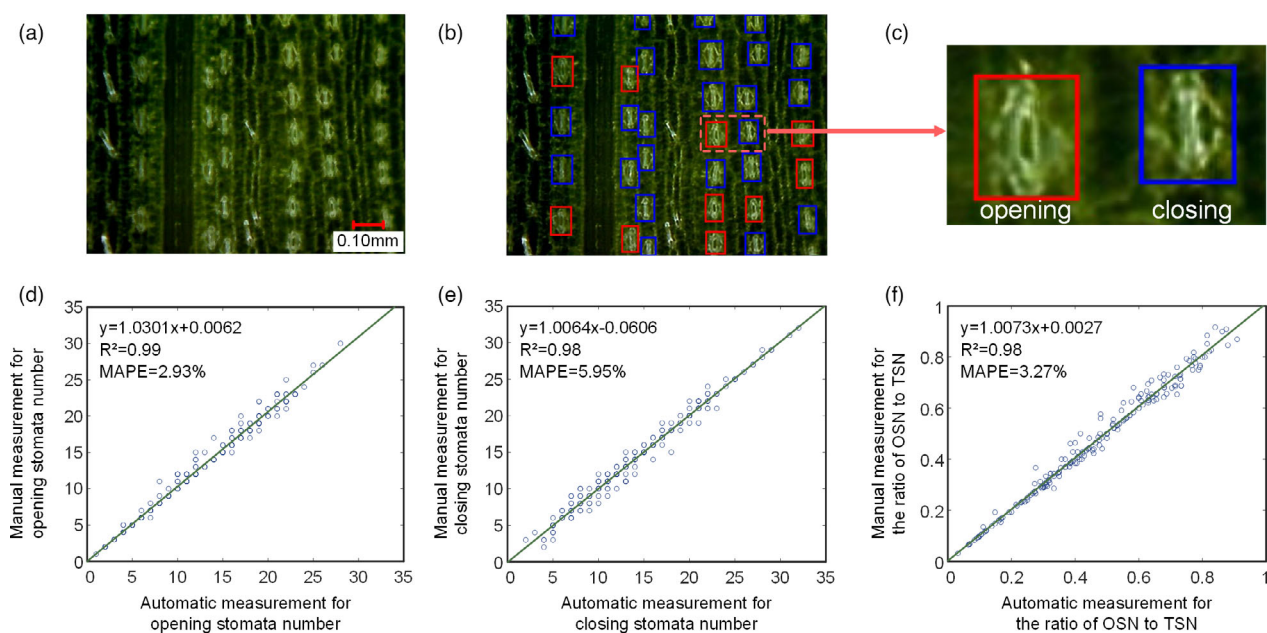 (a)
0.10mm
(b)
(c)
opening
closing
(d)
y=1.0301x+0.0062
R²=0.99
MAPE=2.93%
Manual measurement for
opening stomata number
35
30
25
20
15
10
5
0
0
5
10
15
20
25
30
35
Automatic measurement for
opening stomata number
(e)
y=1.0064x-0.0606
R²=0.98
MAPE=5.95%
Manual measurement for
closing stomata number
35
30
25
20
15
10
5
0
0
5
10
15
20
25
30
35
Automatic measurement for
closing stomata number
(f)
y=1.0073x+0.0027
R²=0.98
MAPE=3.27%
Manual measurement for
the ratio of OSN to TSN
1
0.8
0.6
0.4
0.2
0
0
0.2
0.4
0.6
0.8
1
Automatic measurement for
the ratio of OSN to TSN